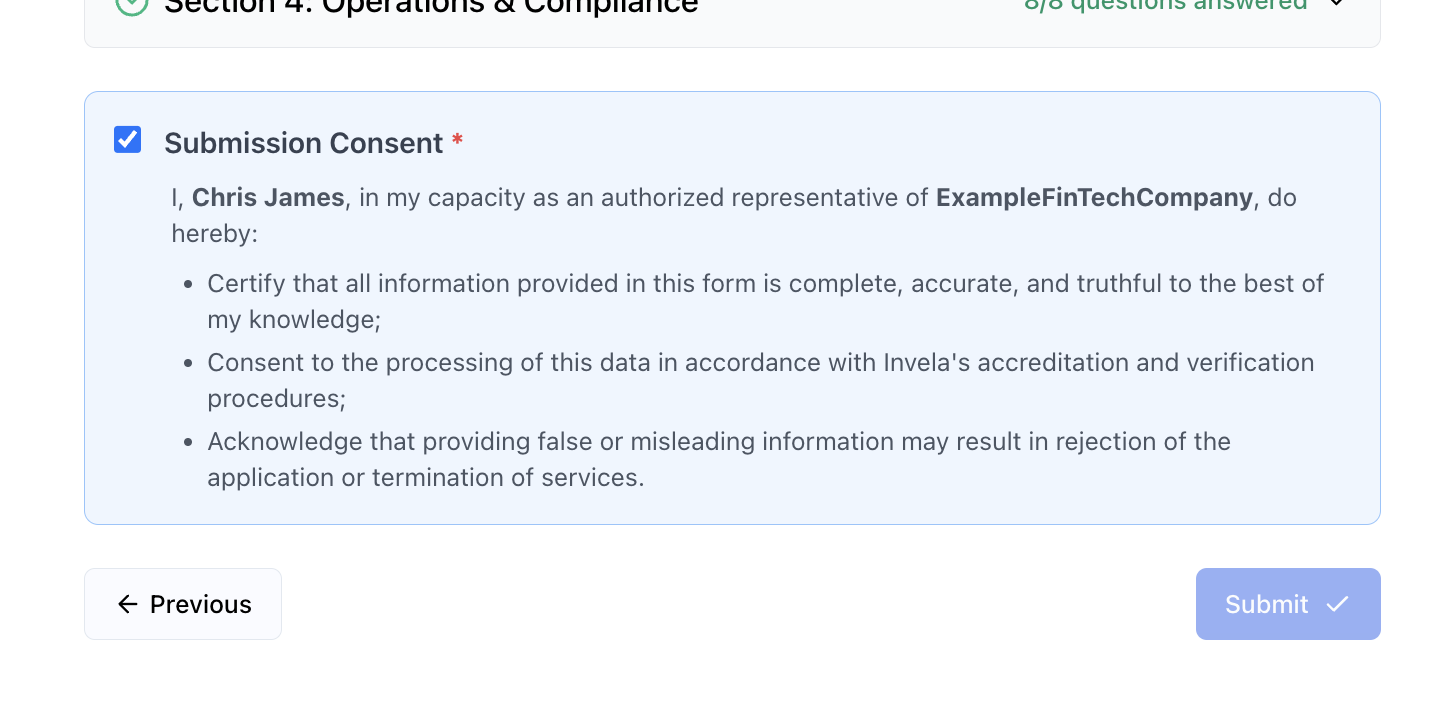 Section 4: Operations & Compliance
8/8 questions answered
Submission Consent *
I, Chris James, in my capacity as an authorized representative of ExampleFinTechCompany, do
hereby:
• Certify that all information provided in this form is complete, accurate, and truthful to the best of
my knowledge;
• Consent to the processing of this data in accordance with Invela's accreditation and verification
procedures;
• Acknowledge that providing false or misleading information may result in rejection of the
application or termination of services.
Previous
Submit